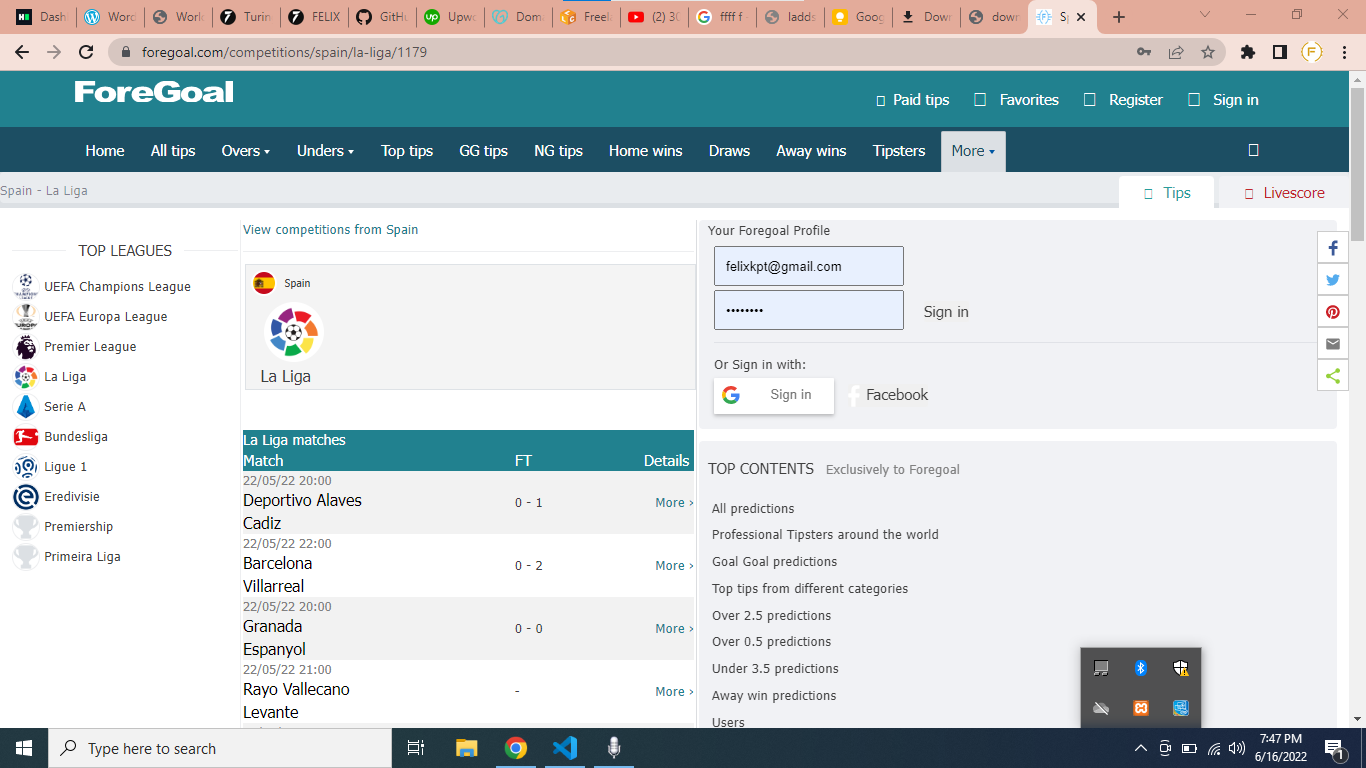 Dash
Word
World
Turin
FELIX
GitHu
Upwo
Doma
Freela
(2) 30
ffff f
ladds
Goog
Down
down
Sp
foregoal.com/competitions/spain/la-liga/1179
ForeGoal
Paid tips
Favorites
Register
Sign in
Home
All tips
Overs
Unders
Top tips
GG tips
NG tips
Home wins
Draws
Away wins
Tipsters
More
Spain - La Liga
Tips
Livescore
TOP LEAGUES
UEFA Champions League
UEFA Europa League
Premier League
La Liga
Serie A
Bundesliga
Ligue 1
Eredivisie
Premiership
Primeira Liga
View competitions from Spain
Spain
La Liga
La Liga matches
Match FT Details
22/05/22 20:00
Deportivo Alaves
0 - 1 More ›
Cadiz
22/05/22 22:00
Barcelona
0 - 2 More ›
Villarreal
22/05/22 20:00
Granada
0 - 0 More ›
Espanyol
22/05/22 21:00
Rayo Vallecano
- More ›
Levante
Your Foregoal Profile
felixkpt@gmail.com
••••••••
Sign in
Or Sign in with:
Sign in
Facebook
TOP CONTENTS Exclusively to Foregoal
All predictions
Professional Tipsters around the world
Goal Goal predictions
Top tips from different categories
Over 2.5 predictions
Over 0.5 predictions
Under 3.5 predictions
Away win predictions
Users
Type here to search
7:47 PM
6/16/2022
1